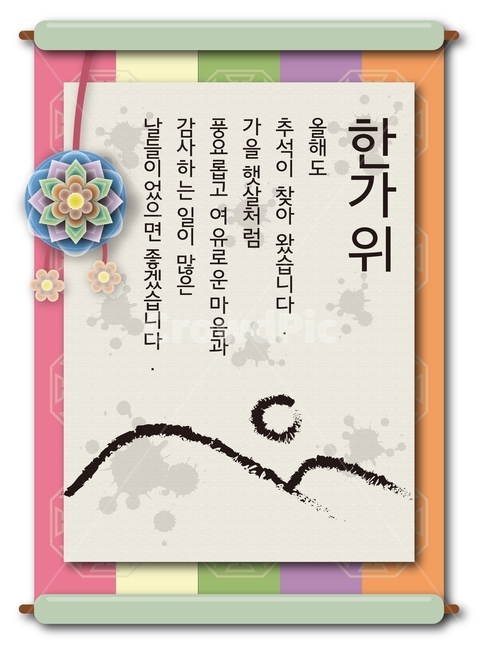 한가위
올해도
추석이 찾아 왔습니다.
가을 햇살처럼
풍요롭고 여유로운 마음과
감사하는 일이 많은
날들이었으면 좋겠습니다.
CrowdPic